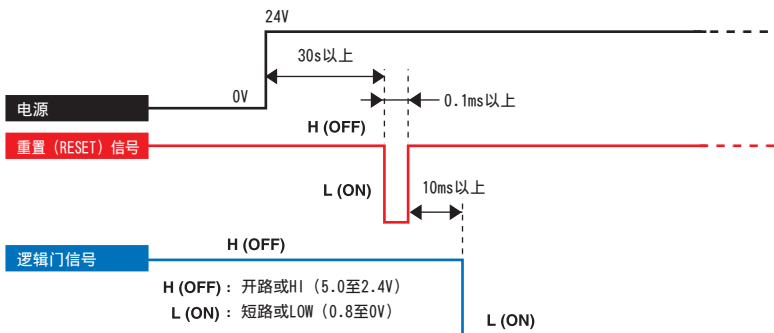 24V
30s以上
0V
电源
0.1ms以上
H (OFF)
重置（RESET）信号
L (ON)
10ms以上
H (OFF)
逻辑门信号
H (OFF)：开路或HI（5.0至2.4V）
L (ON)：短路或LOW（0.8至0V）
L (ON)